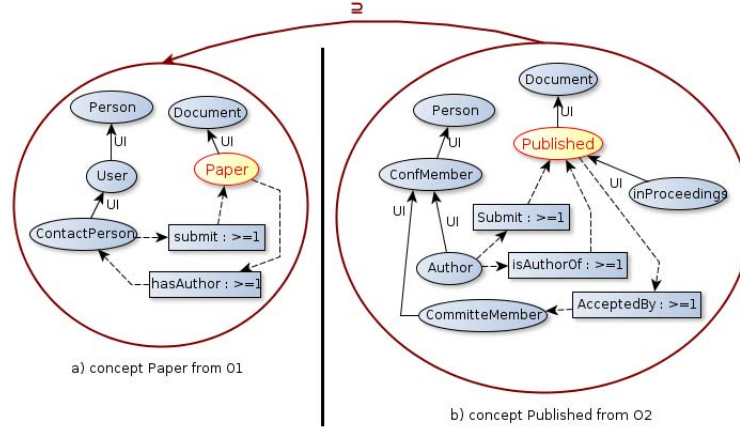 ⊒
Person
Document
UI
UI
User
Paper
UI
ContactPerson
submit : >=1
hasAuthor : >=1
a) concept Paper from O1
Document
Person
UI
UI
Published
ConfMember
UI
inProceedings
UI
UI
Submit : >=1
Author
isAuthorOf : >=1
AcceptedBy : >=1
CommitteMember
b) concept Published from O2